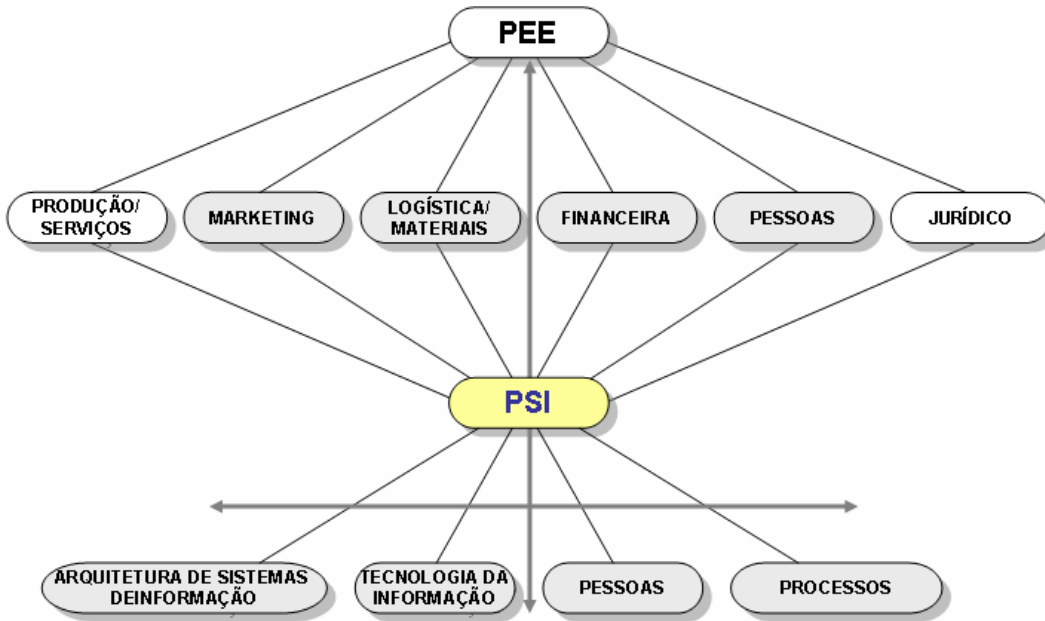 PEE
PRODUÇÃO/
SERVIÇOS
MARKETING
LOGÍSTICA/
MATERIAIS
FINANCEIRA
PESSOAS
JURÍDICO
PSI
ARQUITETURA DE SISTEMAS
DEINFORMAÇÃO
TECNOLOGIA DA
INFORMAÇÃO
PESSOAS
PROCESSOS